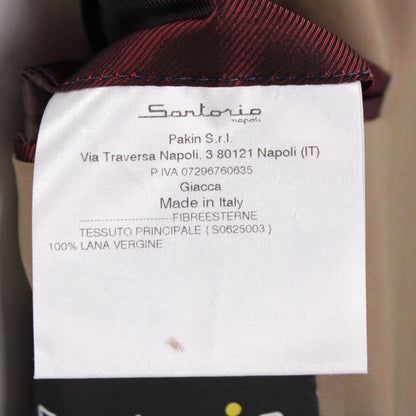 Sartorio
napoli
Pakin S.r.l.
Via Traversa Napoli, 3 80121 Napoli (IT)
P.IVA 07296760635
Giacca
Made in Italy
--------------------FIBREESTERNE
TESSUTO PRINCIPALE ( S0625003 )
100% LANA VERGINE